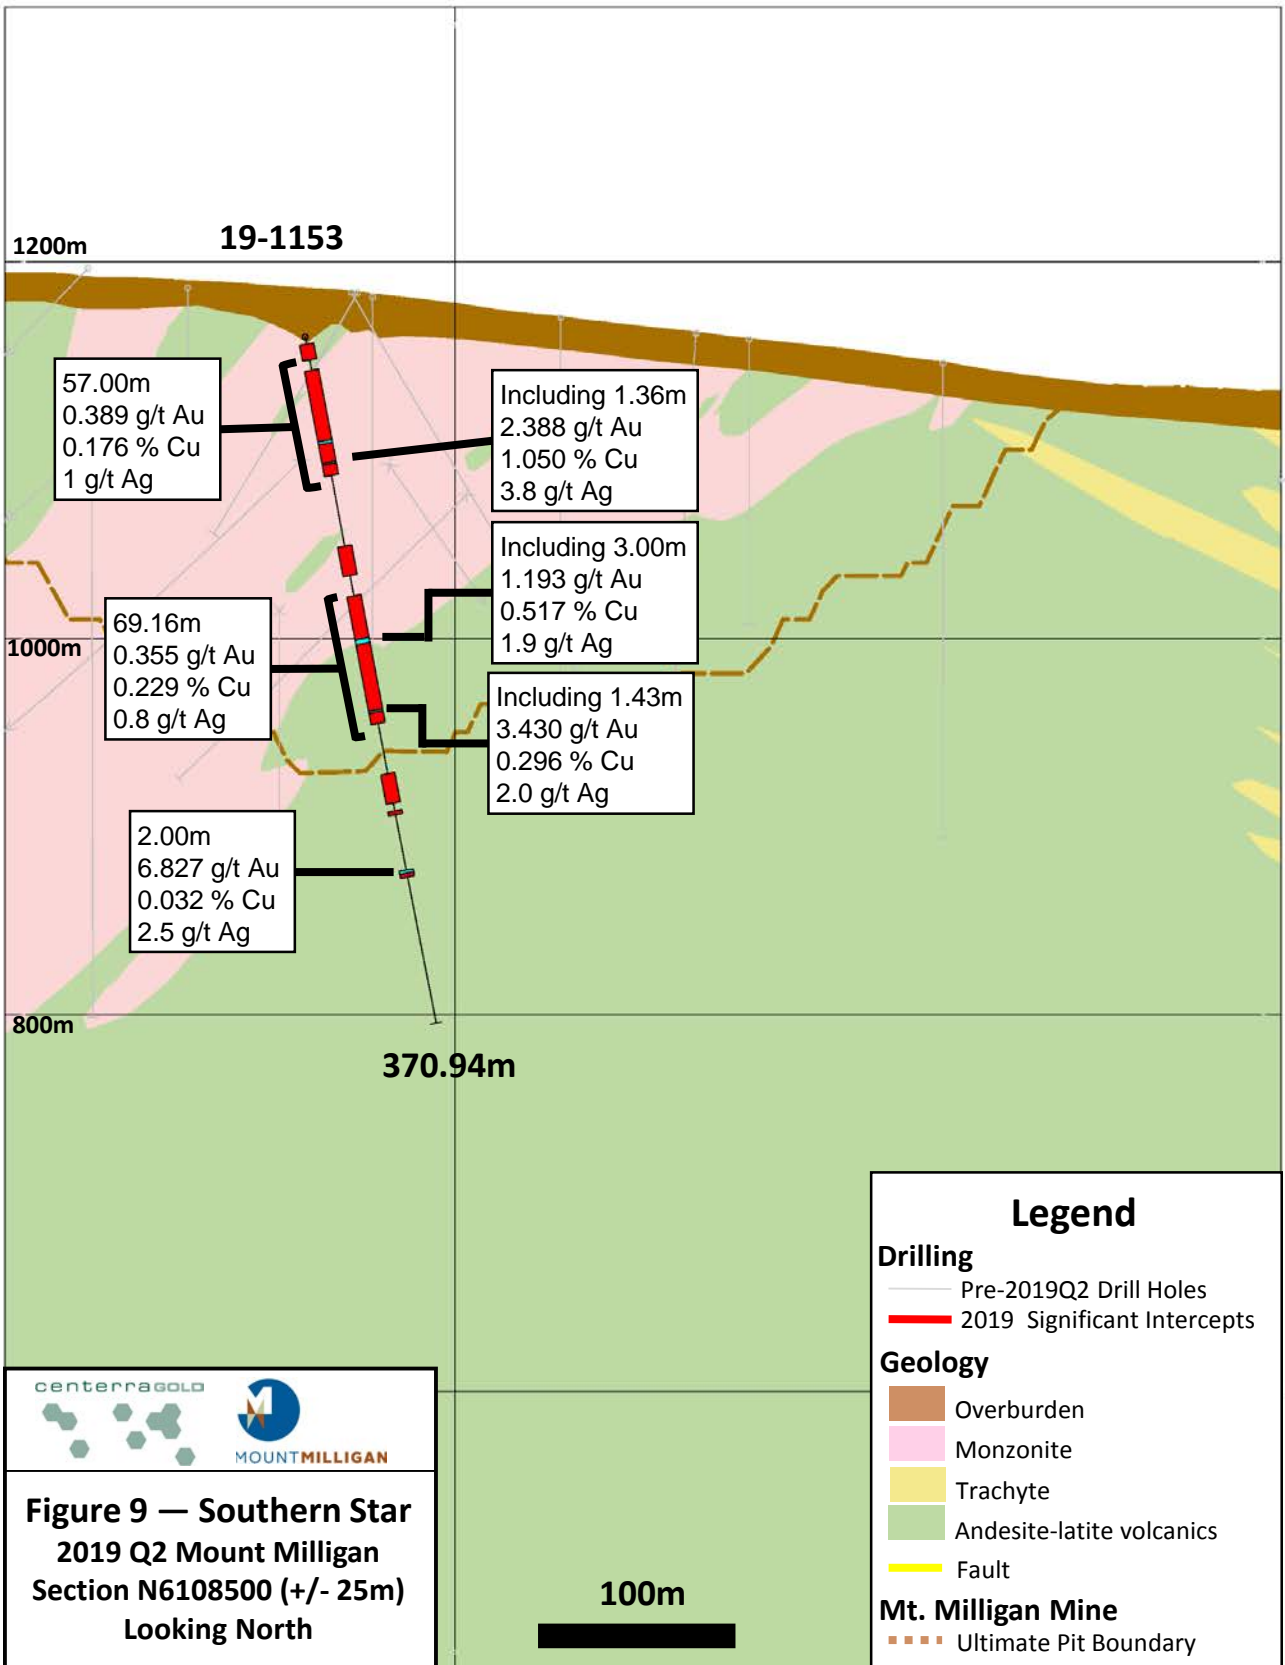 1200m
19-1153
57.00m
0.389 g/t Au
0.176 % Cu
1 g/t Ag
Including 1.36m
2.388 g/t Au
1.050 % Cu
3.8 g/t Ag
Including 3.00m
1.193 g/t Au
0.517 % Cu
1.9 g/t Ag
69.16m
0.355 g/t Au
0.229 % Cu
0.8 g/t Ag
1000m
Including 1.43m
3.430 g/t Au
0.296 % Cu
2.0 g/t Ag
2.00m
6.827 g/t Au
0.032 % Cu
2.5 g/t Ag
800m
370.94m
Legend
Drilling
Pre-2019Q2 Drill Holes
2019 Significant Intercepts
Geology
Overburden
Monzonite
Trachyte
Andesite-latite volcanics
Fault
Mt. Milligan Mine
Ultimate Pit Boundary
centerraGOLD
M
MOUNTMILLIGAN
Figure 9 — Southern Star
2019 Q2 Mount Milligan
Section N6108500 (+/- 25m)
Looking North
100m